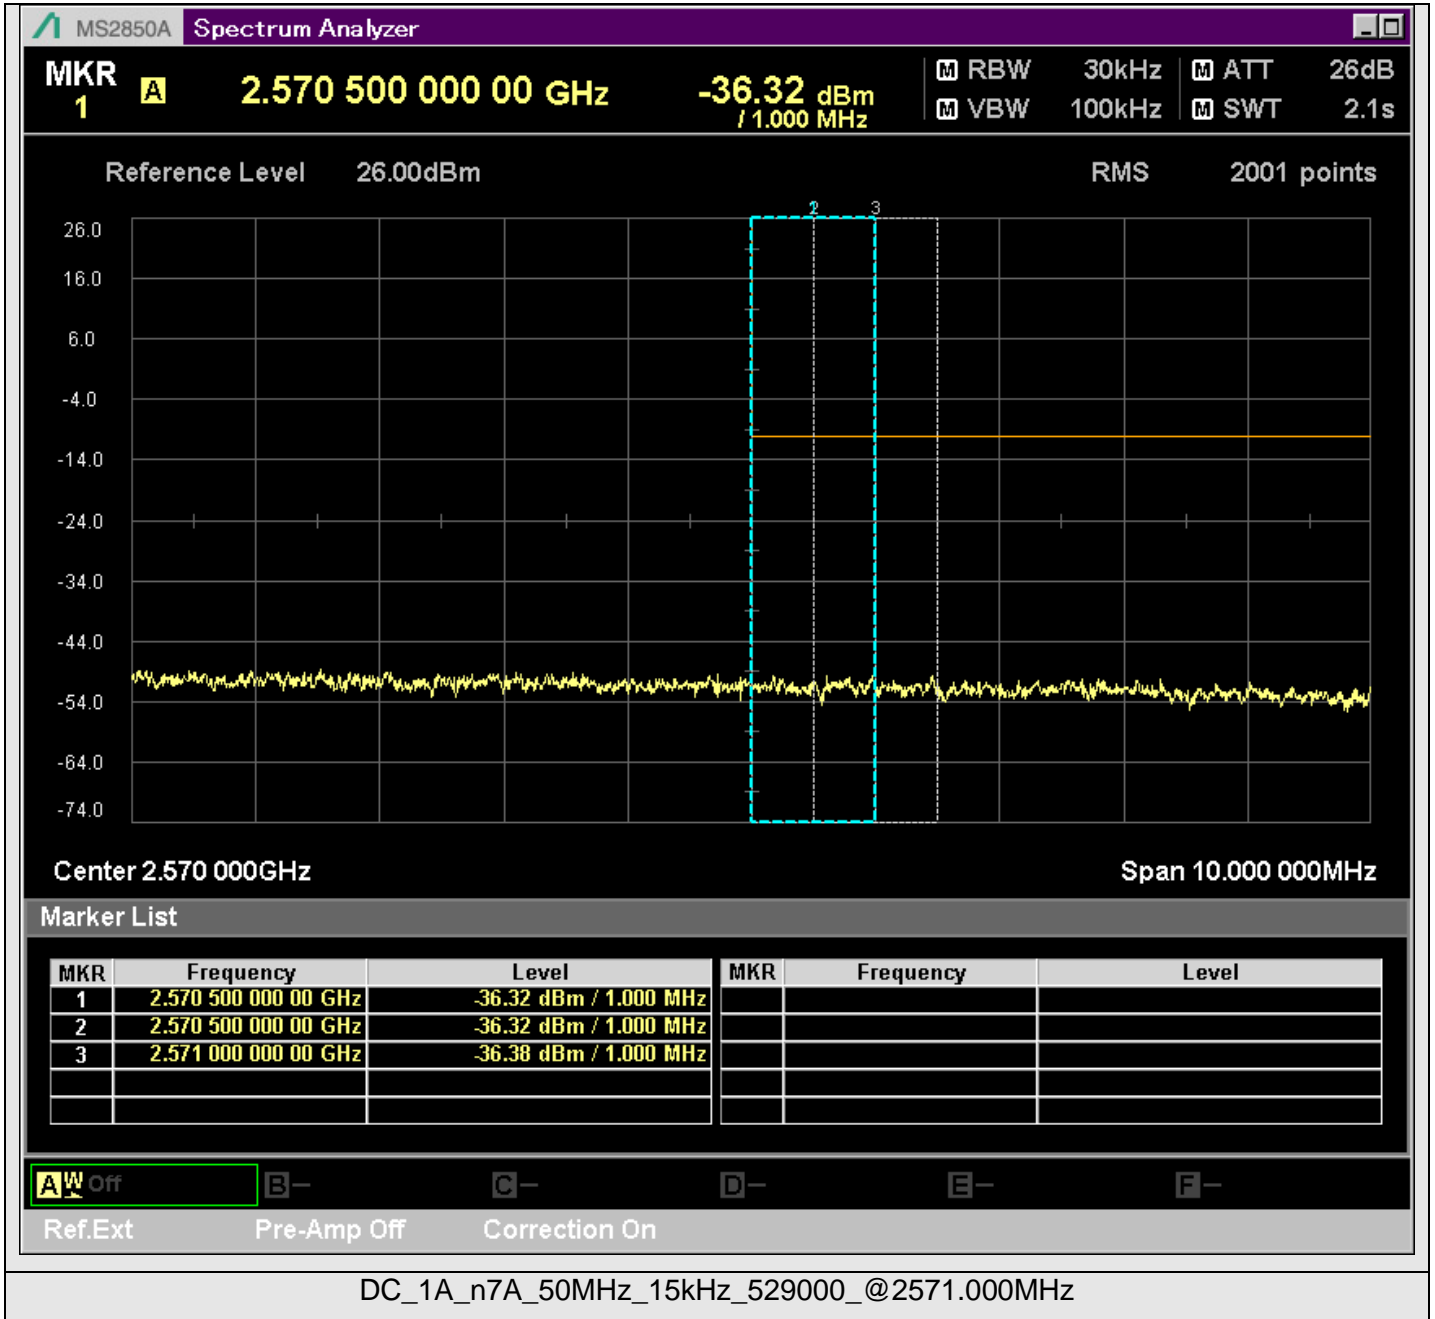 MS2850A Spectrum Analyzer
MKR 1 A 2.570 500 000 00 GHz -36.32 dBm / 1.000 MHz
M RBW 30kHz M ATT 26dB
M VBW 100kHz M SWT 2.1s
Reference Level 26.00dBm RMS 2001 points
3
26.0
16.0
6.0
-4.0
-14.0
-24.0
-34.0
-44.0
-54.0
-64.0
-74.0
Center 2.570 000GHz Span 10.000 000MHz
Marker List
MKR Frequency Level MKR Frequency Level
1 2.570 500 000 00 GHz -36.32 dBm / 1.000 MHz
2 2.570 500 000 00 GHz -36.32 dBm / 1.000 MHz
3 2.571 000 000 00 GHz -36.38 dBm / 1.000 MHz
A W Off B- C- D- E- F-
Ref.Ext Pre-Amp Off Correction On
DC_1A_n7A_50MHz_15kHz_529000_@2571.000MHz